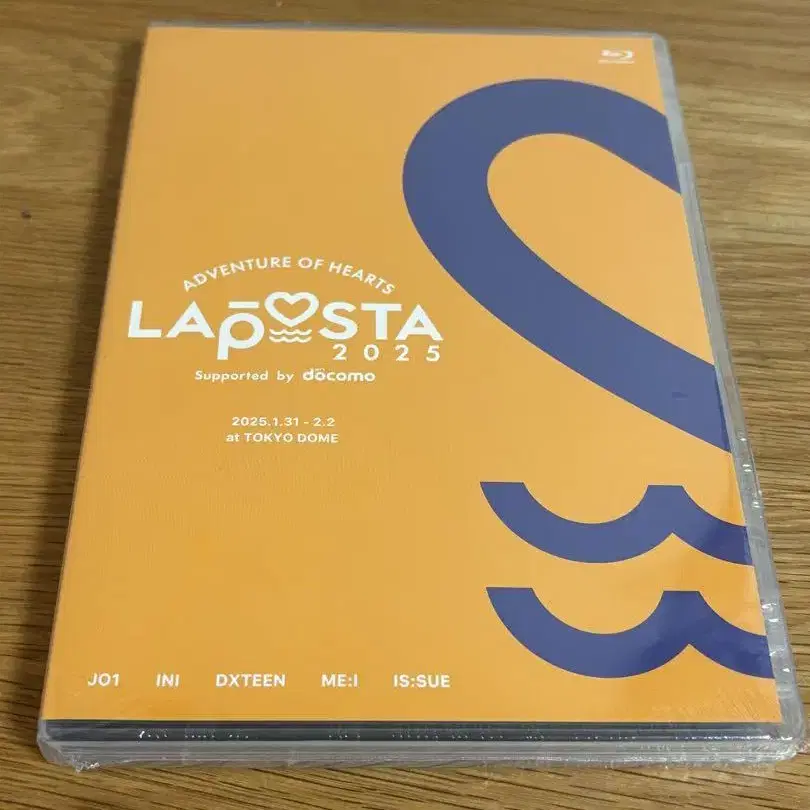 ADVENTURE OF HEARTS
LAPOSTA
2025
Supported by döcomo
2025.1.31 - 2.2
at TOKYO DOME
JO1 INI DXTEEN ME:I IS:SUE